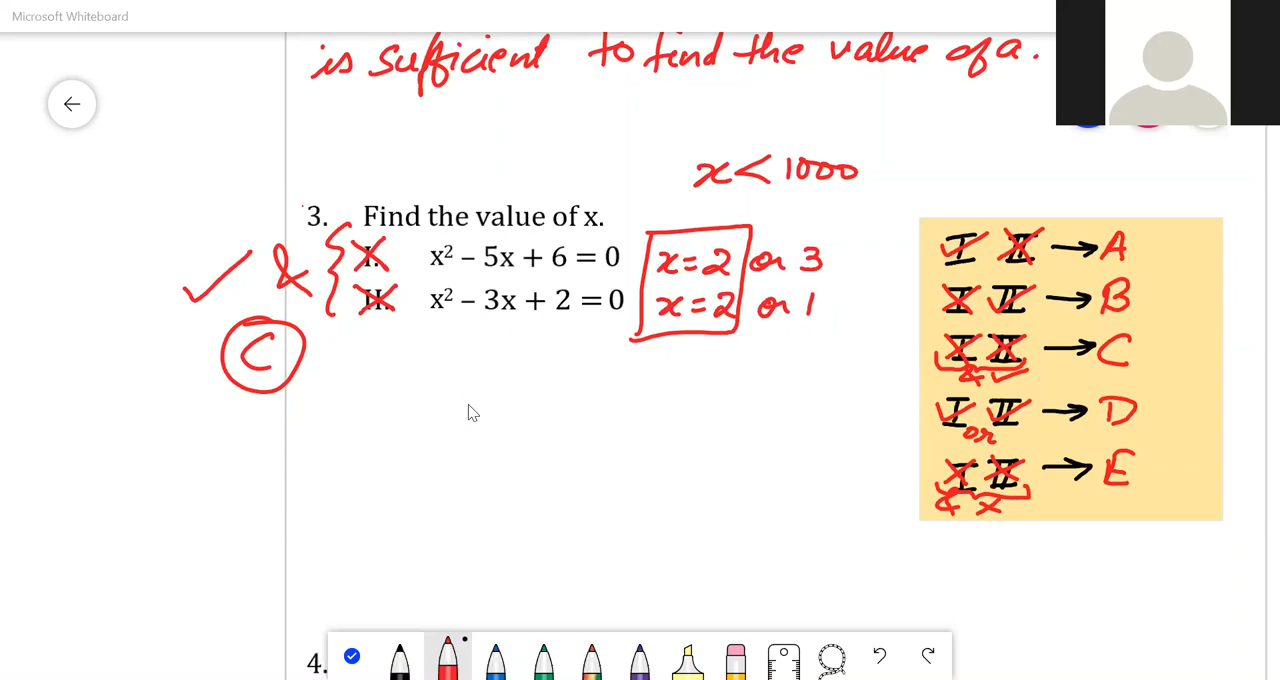 Microsoft Whiteboard
is sufficient to find the value of a.
x < 1000
3. Find the value of x.
✓ & { I. x² – 5x + 6 = 0 x = 2 or 3
II. x² – 3x + 2 = 0 x = 2 or 1
C
I II → A
I II → B
I II → C
& ✓
I II → D
or
I II → E
& x
4.